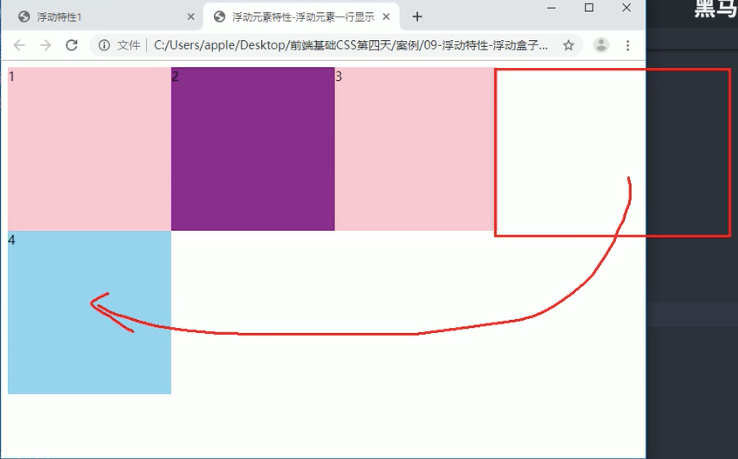 黑马
浮动特性1
浮动元素特性-浮动元素一行显示
文件
C:/Users/apple/Desktop/前端基础CSS第四天/案例/09-浮动特性-浮动盒子...
1
2
3
4